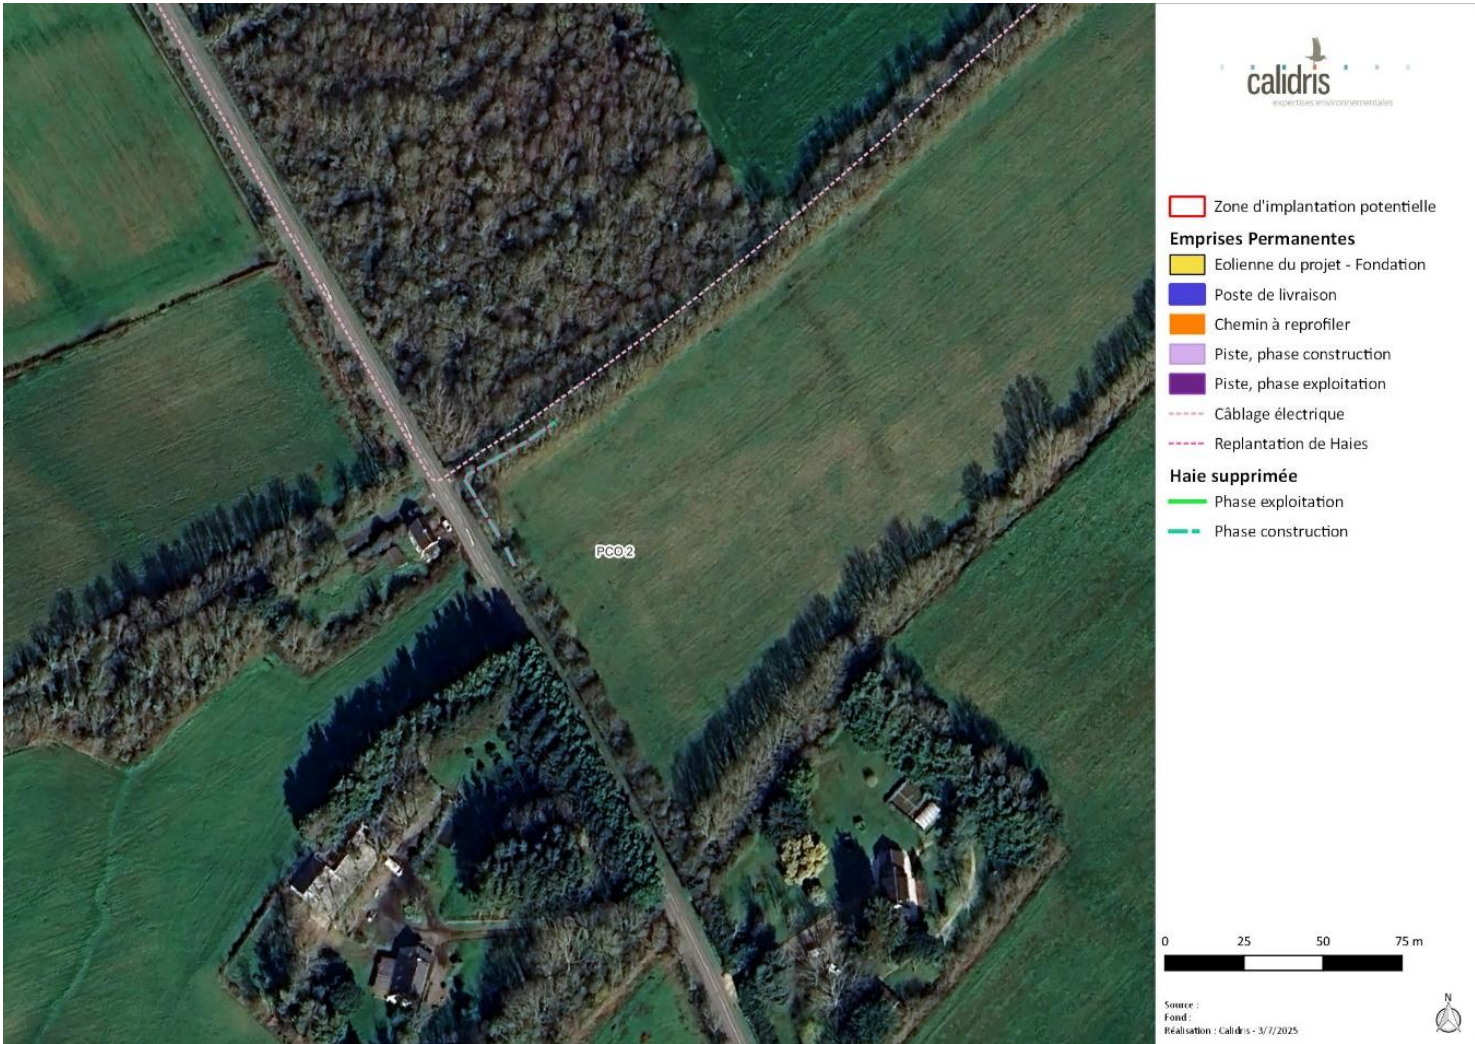 calidris
expertises environnementales
Zone d'implantation potentielle
Emprises Permanentes
Eolienne du projet - Fondation
Poste de livraison
Chemin à reprofiler
Piste, phase construction
Piste, phase exploitation
Câblage électrique
Replantation de Haies
Haie supprimée
Phase exploitation
Phase construction
PCO 2
0 25 50 75 m
Source :
Fond :
Réalisation : Calidris - 3/7/2025
N